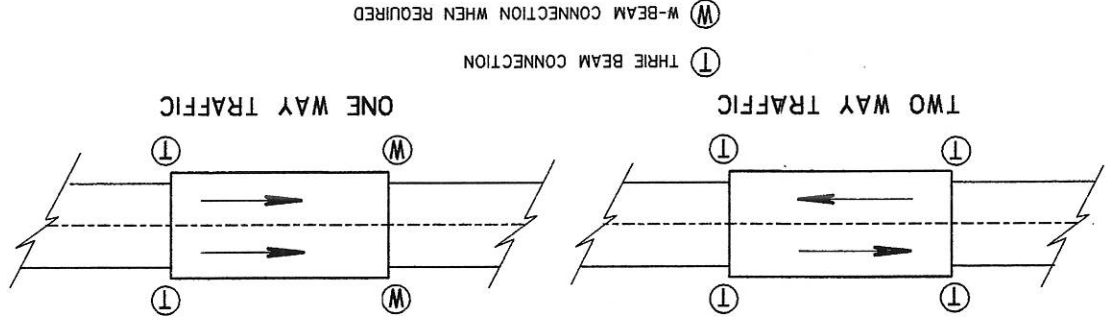 T T W T
T T W T
TWO WAY TRAFFIC ONE WAY TRAFFIC
T THRIE BEAM CONNECTION
W W-BEAM CONNECTION WHEN REQUIRED